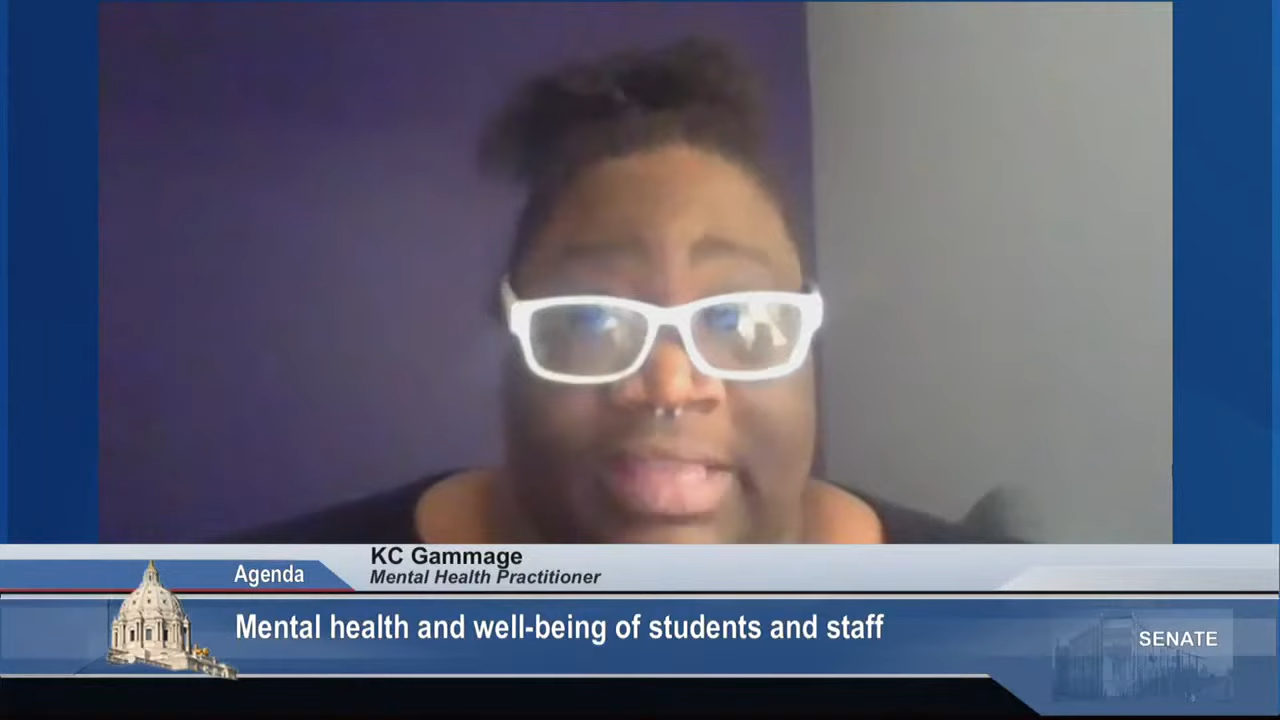 KC Gammage
Agenda
Mental Health Practitioner
Mental health and well-being of students and staff
SENATE